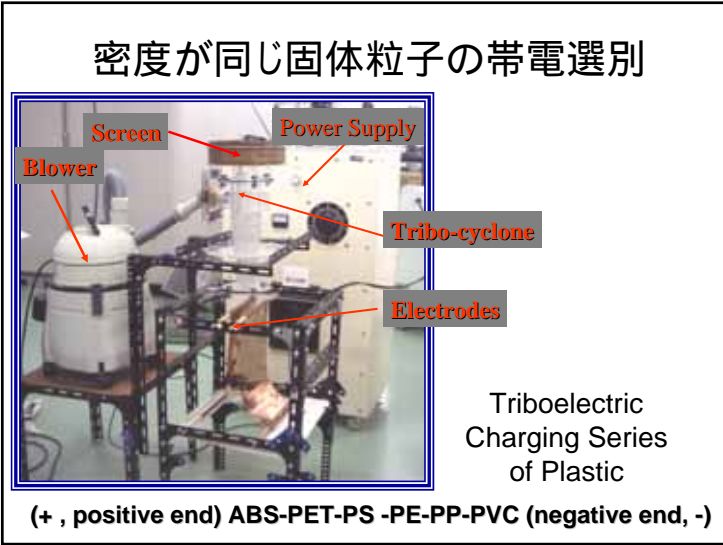 密度が同じ固体粒子の帯電選別
Screen
Power Supply
Blower
Tribo-cyclone
Electrodes
Triboelectric
Charging Series
of Plastic
(+ , positive end) ABS-PET-PS -PE-PP-PVC (negative end, -)